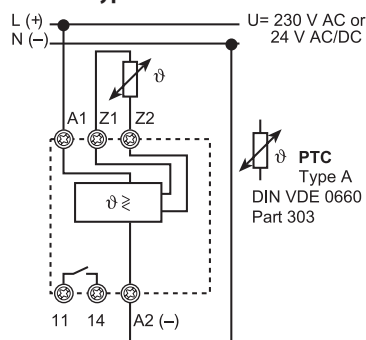 L (+)
U= 230 V AC or
N (–)
24 V AC/DC
ϑ
A1 Z1 Z2
ϑ PTC
Type A
ϑ ≷
DIN VDE 0660
Part 303
11 14 A2 (–)